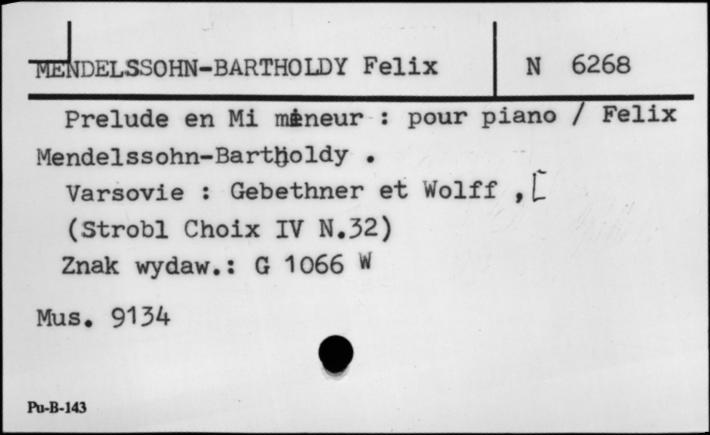 MENDELSSOHN-BARTHOLDY Felix N 6268
Prelude en Mi mineur : pour piano / Felix
Mendelssohn-Bartholdy .
Varsovie : Gebethner et Wolff , [
(Strobl Choix IV N.32)
Znak wydaw.: G 1066 W
Mus. 9134
Pu-B-143